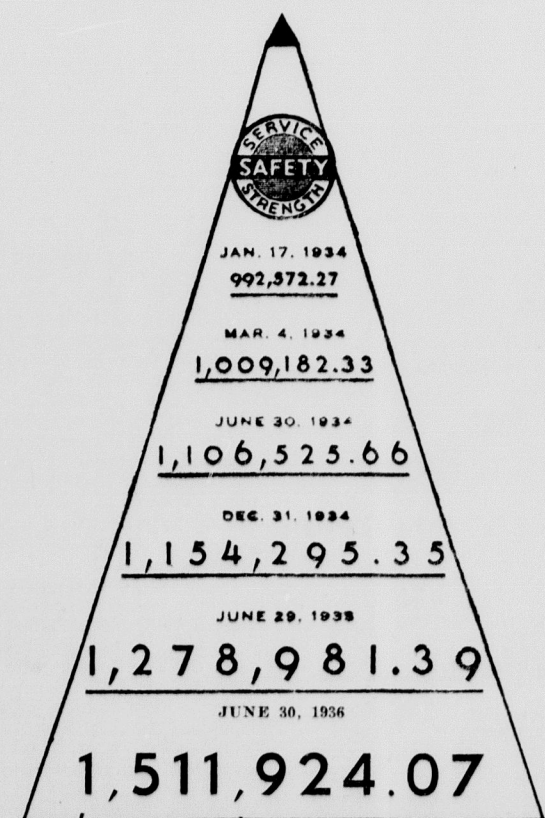 SERVICE
SAFETY
STRENGTH
JAN. 17, 1934
992,572.27
MAR. 4, 1934
1,009,182.33
JUNE 30, 1934
1,106,525.66
DEC. 31, 1934
1,154,295.35
JUNE 29, 1935
1,278,981.39
JUNE 30, 1936
1,511,924.07